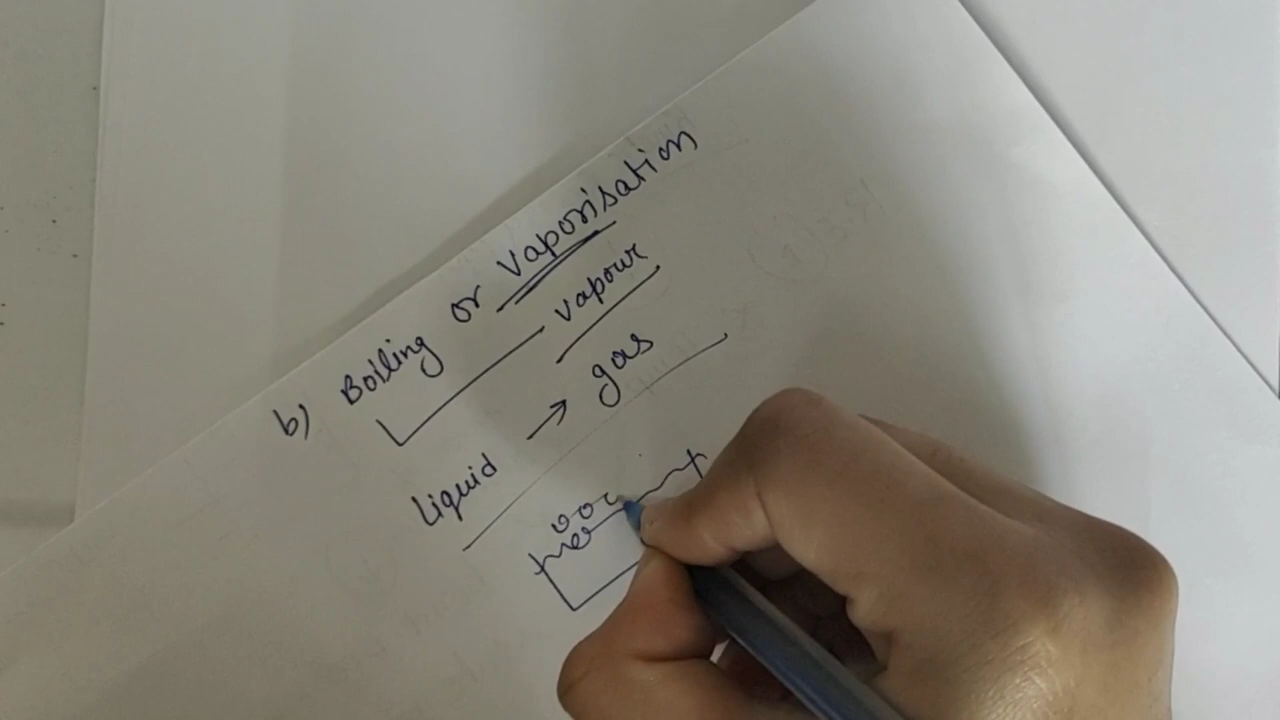 b) Boiling or Vaporisation
vapour
Liquid → gas